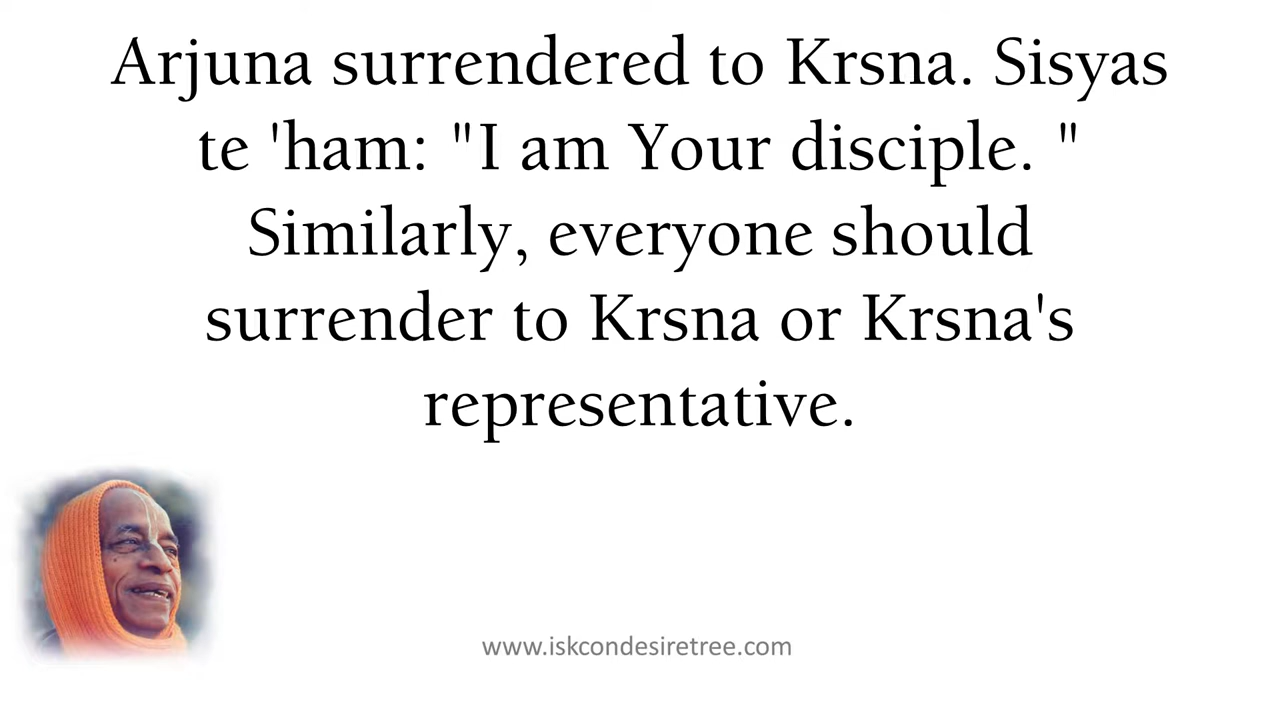 Arjuna surrendered to Krsna. Sisyas
te 'ham: "I am Your disciple. "
Similarly, everyone should
surrender to Krsna or Krsna's
representative.
www.iskcondesiretree.com